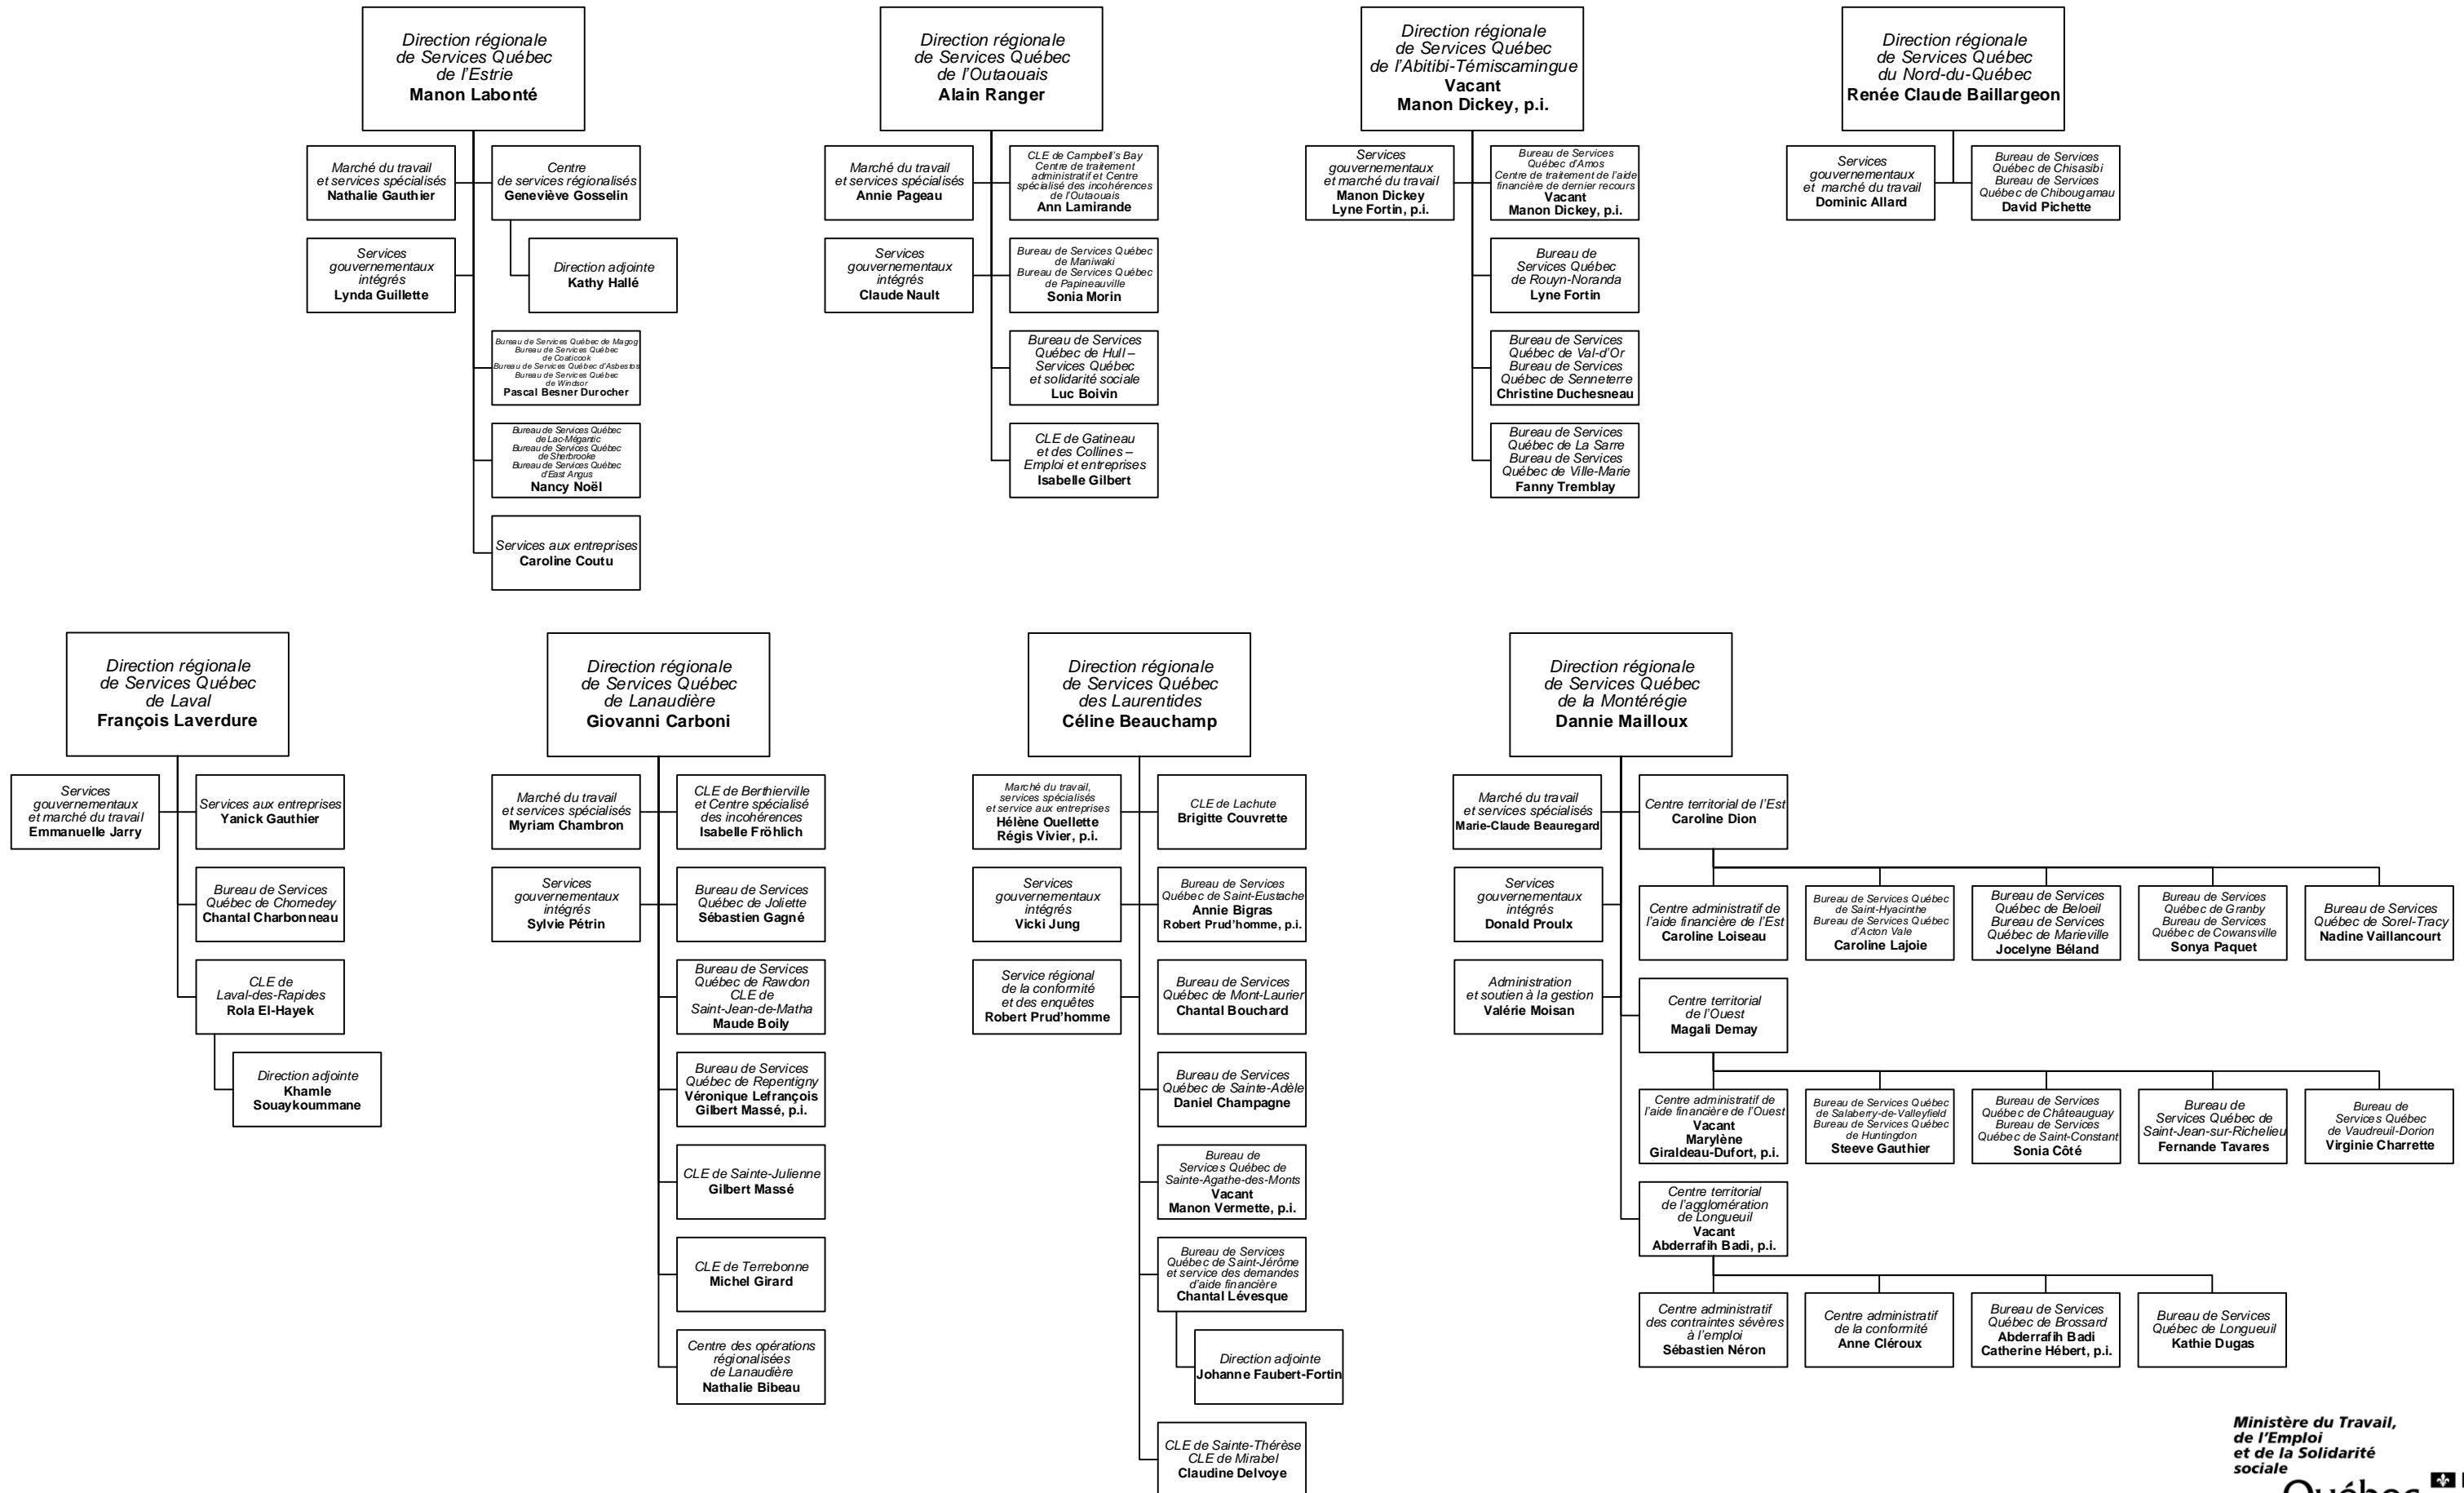 Direction régionale
de Services Québec
de l'Estrie
Manon Labonté
Marché du travail
et services spécialisés
Nathalie Gauthier
Centre
de services régionalisés
Geneviève Gosselin
Services
gouvernementaux
intégrés
Lynda Guillette
Direction adjointe
Kathy Hallé
Bureau de Services Québec de Magog
Bureau de Services Québec
de Coaticook
Bureau de Services Québec d'Asbestos
Bureau de Services Québec
de Windsor
Pascal Besner Durocher
Bureau de Services Québec
de Lac-Mégantic
Bureau de Services Québec
de Sherbrooke
Bureau de Services Québec
d'East Angus
Nancy Noël
Services aux entreprises
Caroline Coutu
Direction régionale
de Services Québec
de l'Outaouais
Alain Ranger
Marché du travail
et services spécialisés
Annie Pageau
CLE de Campbell's Bay
Centre de traitement
administratif et Centre
spécialisé des incohérences
de l'Outaouais
Ann Lamirande
Services
gouvernementaux
intégrés
Claude Nault
Bureau de Services Québec
de Maniwaki
Bureau de Services Québec
de Papineauville
Sonia Morin
Bureau de Services
Québec de Hull –
Services Québec
et solidarité sociale
Luc Boivin
CLE de Gatineau
et des Collines –
Emploi et entreprises
Isabelle Gilbert
Direction régionale
de Services Québec
de l'Abitibi-Témiscamingue
Vacant
Manon Dickey, p.i.
Services
gouvernementaux
et marché du travail
Manon Dickey
Lyne Fortin, p.i.
Bureau de Services
Québec d'Amos
Centre de traitement de l'aide
financière de dernier recours
Vacant
Manon Dickey, p.i.
Bureau de
Services Québec
de Rouyn-Noranda
Lyne Fortin
Bureau de Services
Québec de Val-d'Or
Bureau de Services
Québec de Senneterre
Christine Duchesneau
Bureau de Services
Québec de La Sarre
Bureau de Services
Québec de Ville-Marie
Fanny Tremblay
Direction régionale
de Services Québec
du Nord-du-Québec
Renée Claude Baillargeon
Services
gouvernementaux
et marché du travail
Dominic Allard
Bureau de Services
Québec de Chisasibi
Bureau de Services
Québec de Chibougamau
David Pichette
Direction régionale
de Services Québec
de Laval
François Laverdure
Services
gouvernementaux
et marché du travail
Emmanuelle Jarry
Services aux entreprises
Yanick Gauthier
Bureau de Services
Québec de Chomedey
Chantal Charbonneau
CLE de
Laval-des-Rapides
Rola El-Hayek
Direction adjointe
Khamle
Souaykoummane
Direction régionale
de Services Québec
de Lanaudière
Giovanni Carboni
Marché du travail
et services spécialisés
Myriam Chambron
CLE de Berthierville
et Centre spécialisé
des incohérences
Isabelle Fröhlich
Services
gouvernementaux
intégrés
Sylvie Pétrin
Bureau de Services
Québec de Joliette
Sébastien Gagné
Bureau de Services
Québec de Rawdon
CLE de
Saint-Jean-de-Matha
Maude Boily
Bureau de Services
Québec de Repentigny
Véronique Lefrançois
Gilbert Massé, p.i.
CLE de Sainte-Julienne
Gilbert Massé
CLE de Terrebonne
Michel Girard
Centre des opérations
régionalisées
de Lanaudière
Nathalie Bibeau
Direction régionale
de Services Québec
des Laurentides
Céline Beauchamp
Marché du travail,
services spécialisés
et service aux entreprises
Hélène Ouellette
Régis Vivier, p.i.
CLE de Lachute
Brigitte Couvrette
Services
gouvernementaux
intégrés
Vicki Jung
Bureau de Services
Québec de Saint-Eustache
Annie Bigras
Robert Prud'homme, p.i.
Service régional
de la conformité
et des enquêtes
Robert Prud'homme
Bureau de Services
Québec de Mont-Laurier
Chantal Bouchard
Bureau de Services
Québec de Sainte-Adèle
Daniel Champagne
Bureau de
Services Québec de
Sainte-Agathe-des-Monts
Vacant
Manon Vermette, p.i.
Bureau de Services
Québec de Saint-Jérôme
et service des demandes
d'aide financière
Chantal Lévesque
Direction adjointe
Johanne Faubert-Fortin
CLE de Sainte-Thérèse
CLE de Mirabel
Claudine Delvoye
Direction régionale
de Services Québec
de la Montérégie
Dannie Mailloux
Marché du travail
et services spécialisés
Marie-Claude Beauregard
Centre territorial de l'Est
Caroline Dion
Services
gouvernementaux
intégrés
Donald Proulx
Centre administratif de
l'aide financière de l'Est
Caroline Loiseau
Bureau de Services Québec
de Saint-Hyacinthe
Bureau de Services Québec
d'Acton Vale
Caroline Lajoie
Bureau de Services
Québec de Beloeil
Bureau de Services
Québec de Marieville
Jocelyne Béland
Bureau de Services
Québec de Granby
Bureau de Services
Québec de Cowansville
Sonya Paquet
Bureau de Services
Québec de Sorel-Tracy
Nadine Vaillancourt
Administration
et soutien à la gestion
Valérie Moisan
Centre territorial
de l'Ouest
Magali Demay
Centre administratif de
l'aide financière de l'Ouest
Vacant
Marylène
Giraldeau-Dufort, p.i.
Bureau de Services Québec
de Salaberry-de-Valleyfield
Bureau de Services Québec
de Huntingdon
Steeve Gauthier
Bureau de Services
Québec de Châteauguay
Bureau de Services
Québec de Saint-Constant
Sonia Côté
Bureau de
Services Québec de
Saint-Jean-sur-Richelieu
Fernande Tavares
Bureau de
Services Québec
de Vaudreuil-Dorion
Virginie Charrette
Centre territorial
de l'agglomération
de Longueuil
Vacant
Abderrafih Badi, p.i.
Centre administratif
des contraintes sévères
à l'emploi
Sébastien Néron
Centre administratif
de la conformité
Anne Cléroux
Bureau de Services
Québec de Brossard
Abderrafih Badi
Catherine Hébert, p.i.
Bureau de Services
Québec de Longueuil
Kathie Dugas
Ministère du Travail,
de l'Emploi
et de la Solidarité
sociale
Québec